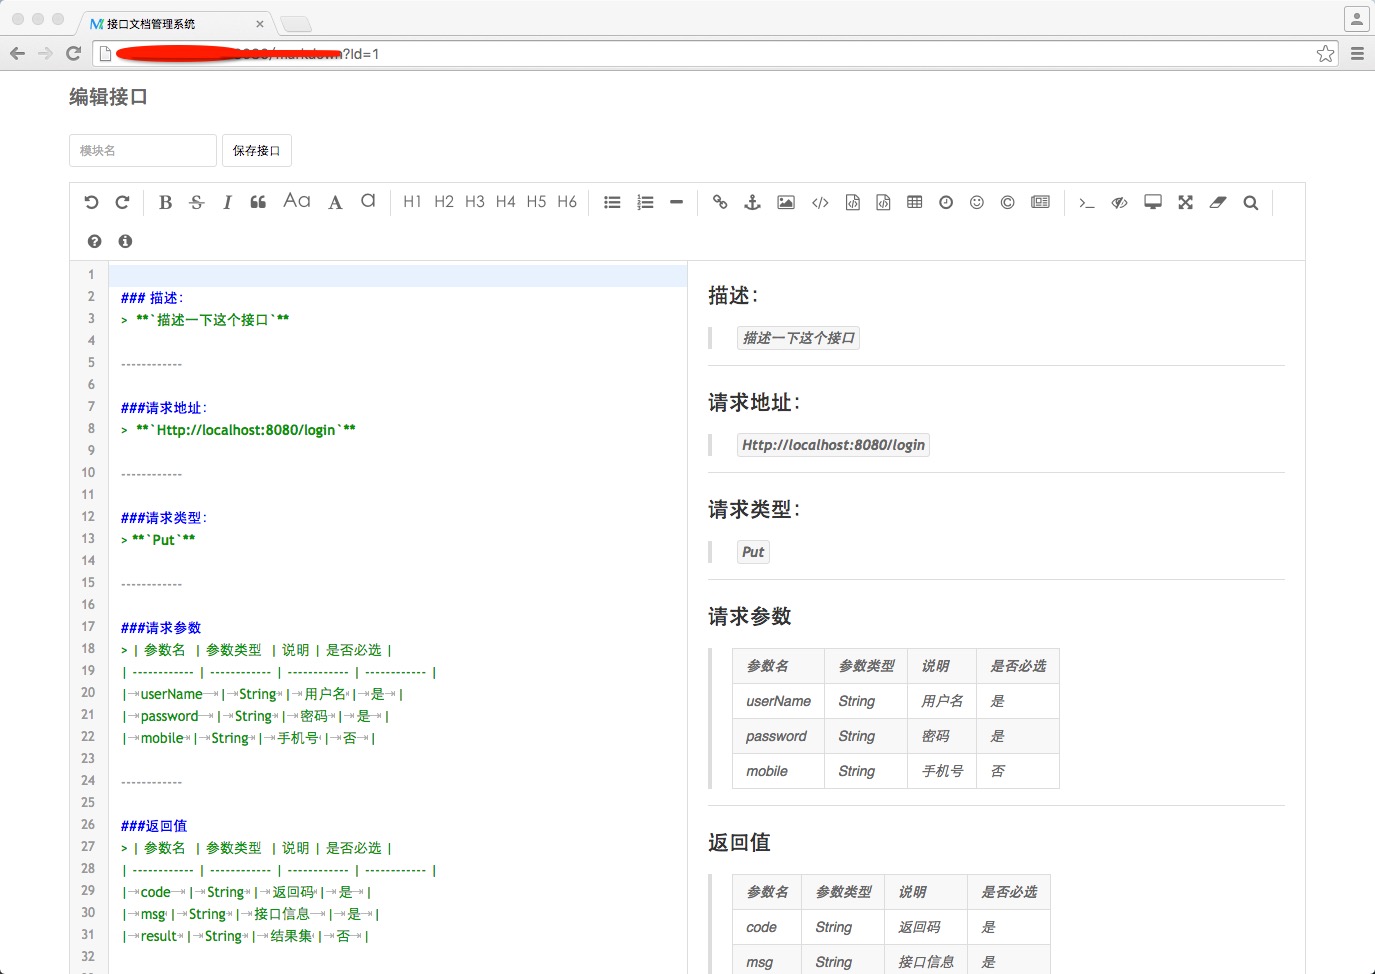 接口文档管理系统
?Id=1
编辑接口
模块名 保存接口
B S I Aa A a H1 H2 H3 H4 H5 H6
1
2 ### 描述：
3 > **`描述一下这个接口`**
4
5 ------------
6
7 ###请求地址：
8 > **`Http://localhost:8080/login`**
9
10 ------------
11
12 ###请求类型：
13 > **`Put`**
14
15 ------------
16
17 ###请求参数
18 > | 参数名 | 参数类型 | 说明 | 是否必选 |
19 | ------------ | ------------ | ------------ | ------------ |
20 | userName | String | 用户名 | 是 |
21 | password | String | 密码 | 是 |
22 | mobile | String | 手机号 | 否 |
23
24 ------------
25
26 ###返回值
27 > | 参数名 | 参数类型 | 说明 | 是否必选 |
28 | ------------ | ------------ | ------------ | ------------ |
29 | code | String | 返回码 | 是 |
30 | msg | String | 接口信息 | 是 |
31 | result | String | 结果集 | 否 |
32
描述：
描述一下这个接口
请求地址：
Http://localhost:8080/login
请求类型：
Put
请求参数
参数名 参数类型 说明 是否必选
userName String 用户名 是
password String 密码 是
mobile String 手机号 否
返回值
参数名 参数类型 说明 是否必选
code String 返回码 是
msg String 接口信息 是